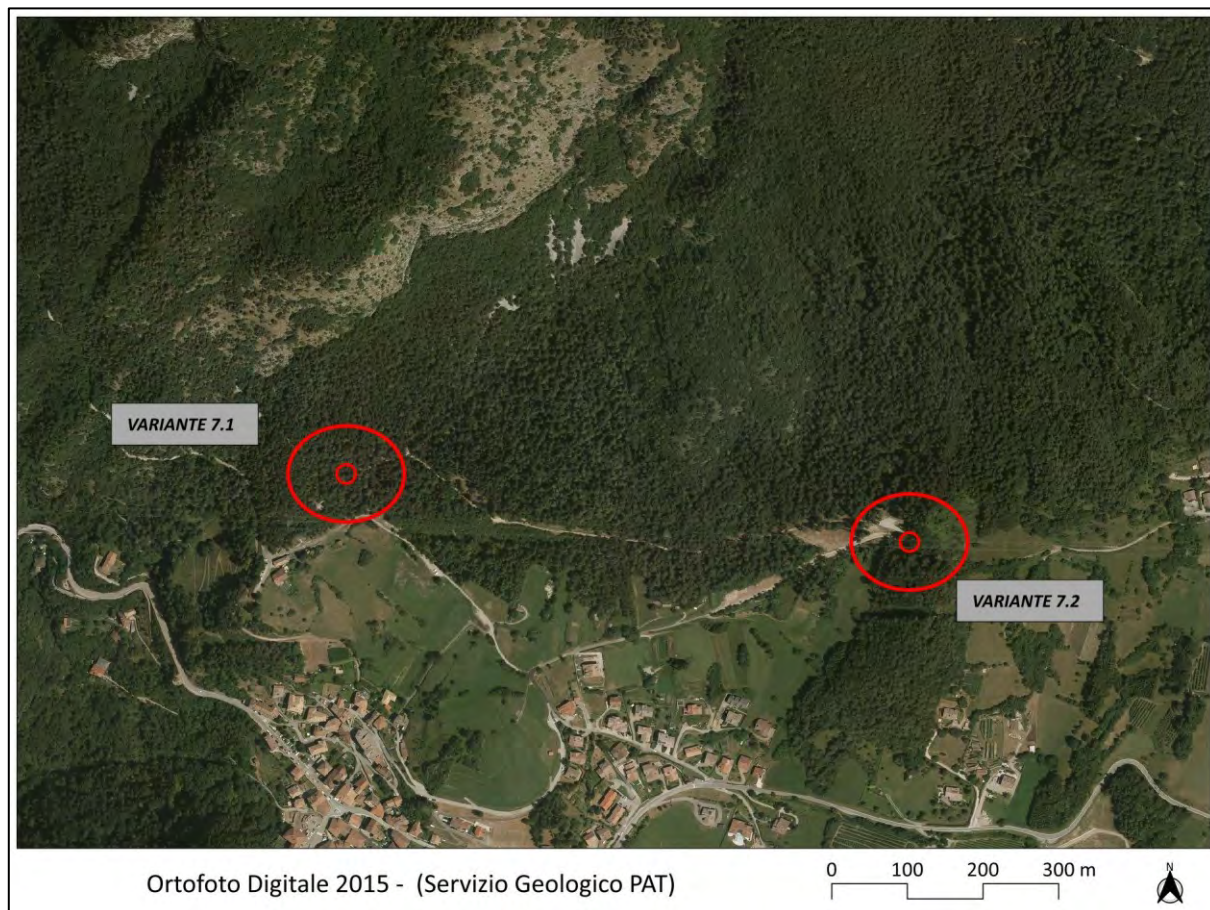 VARIANTE 7.1
VARIANTE 7.2
Ortofoto Digitale 2015 - (Servizio Geologico PAT)
0 100 200 300 m
N